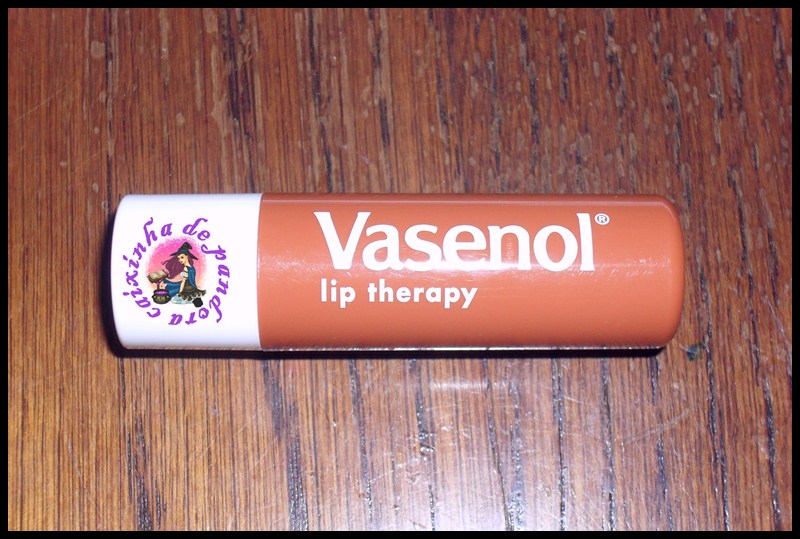 caixinha de pandora
Vasenol®
lip therapy